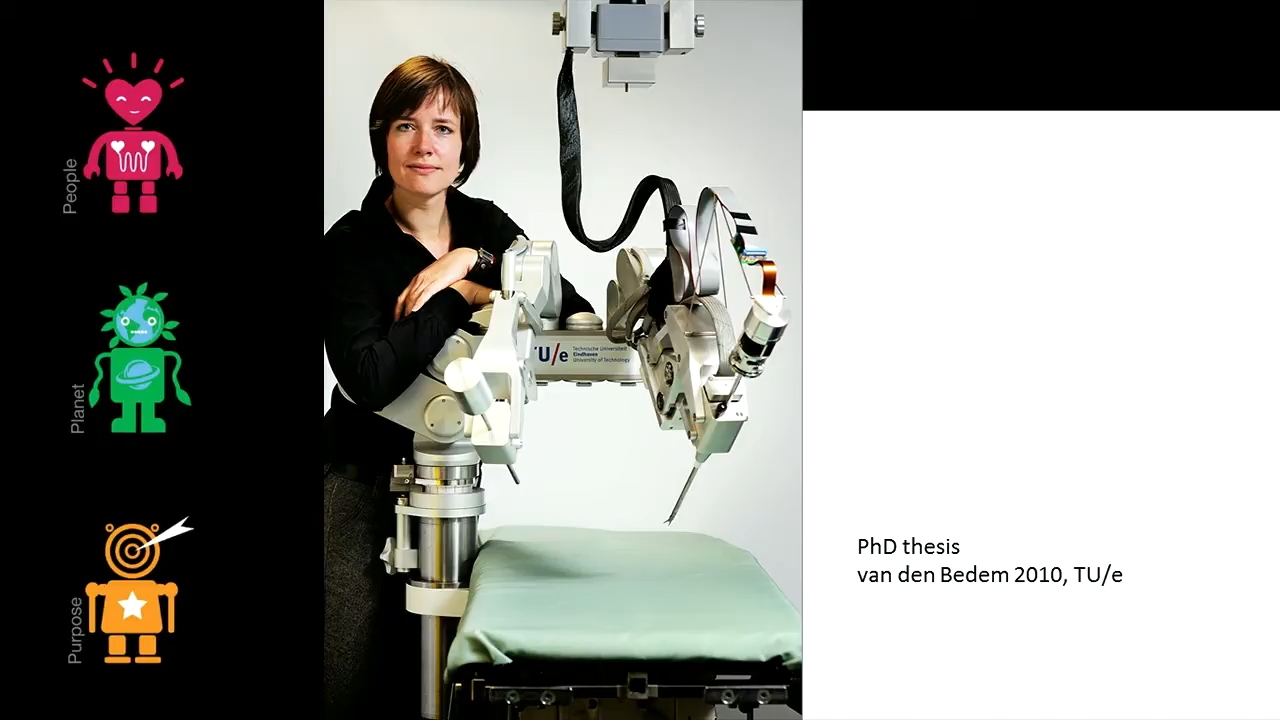 People
Planet
Purpose
TU/e
Technische Universiteit
Eindhoven
University of Technology
PhD thesis
van den Bedem 2010, TU/e